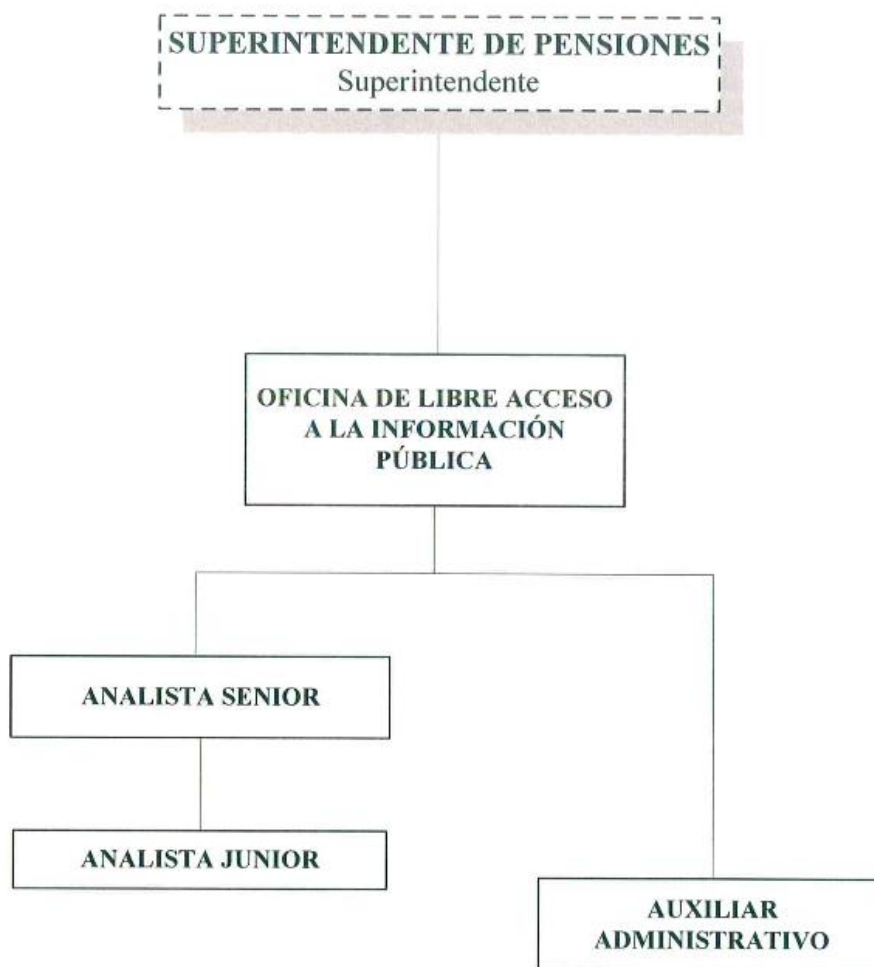 SUPERINTENDENTE DE PENSIONES
Superintendente
OFICINA DE LIBRE ACCESO
A LA INFORMACIÓN
PÚBLICA
ANALISTA SENIOR
ANALISTA JUNIOR
AUXILIAR
ADMINISTRATIVO